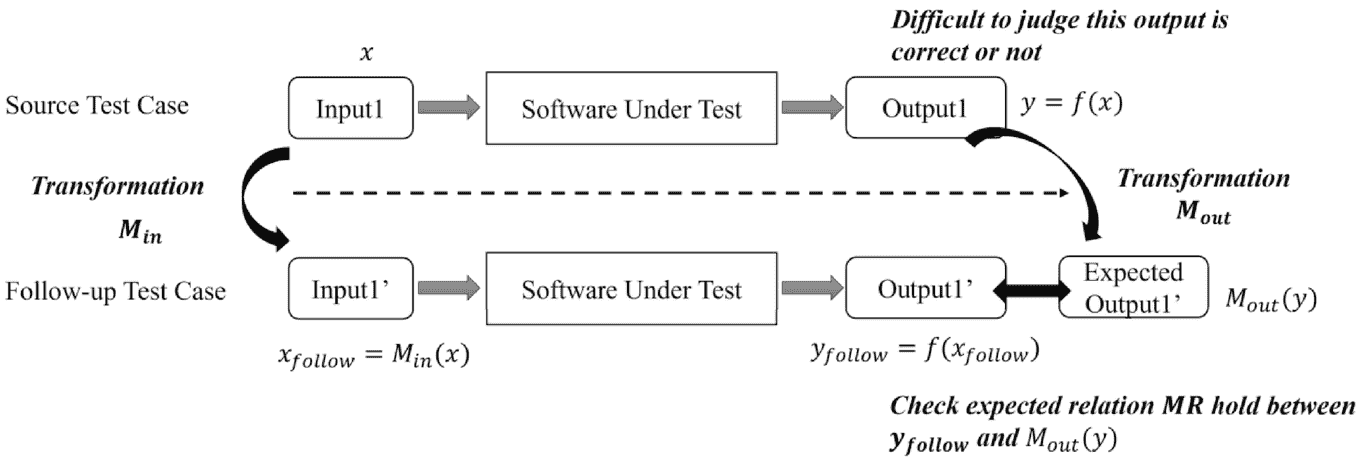 Difficult to judge this output is
correct or not
x
Source Test Case
Input1
Software Under Test
Output1
y = f(x)
Transformation
M_in
Transformation
M_out
Follow-up Test Case
Input1’
Software Under Test
Output1’
Expected
Output1’
M_out(y)
x_follow = M_in(x)
y_follow = f(x_follow)
Check expected relation MR hold between
y_follow and M_out(y)